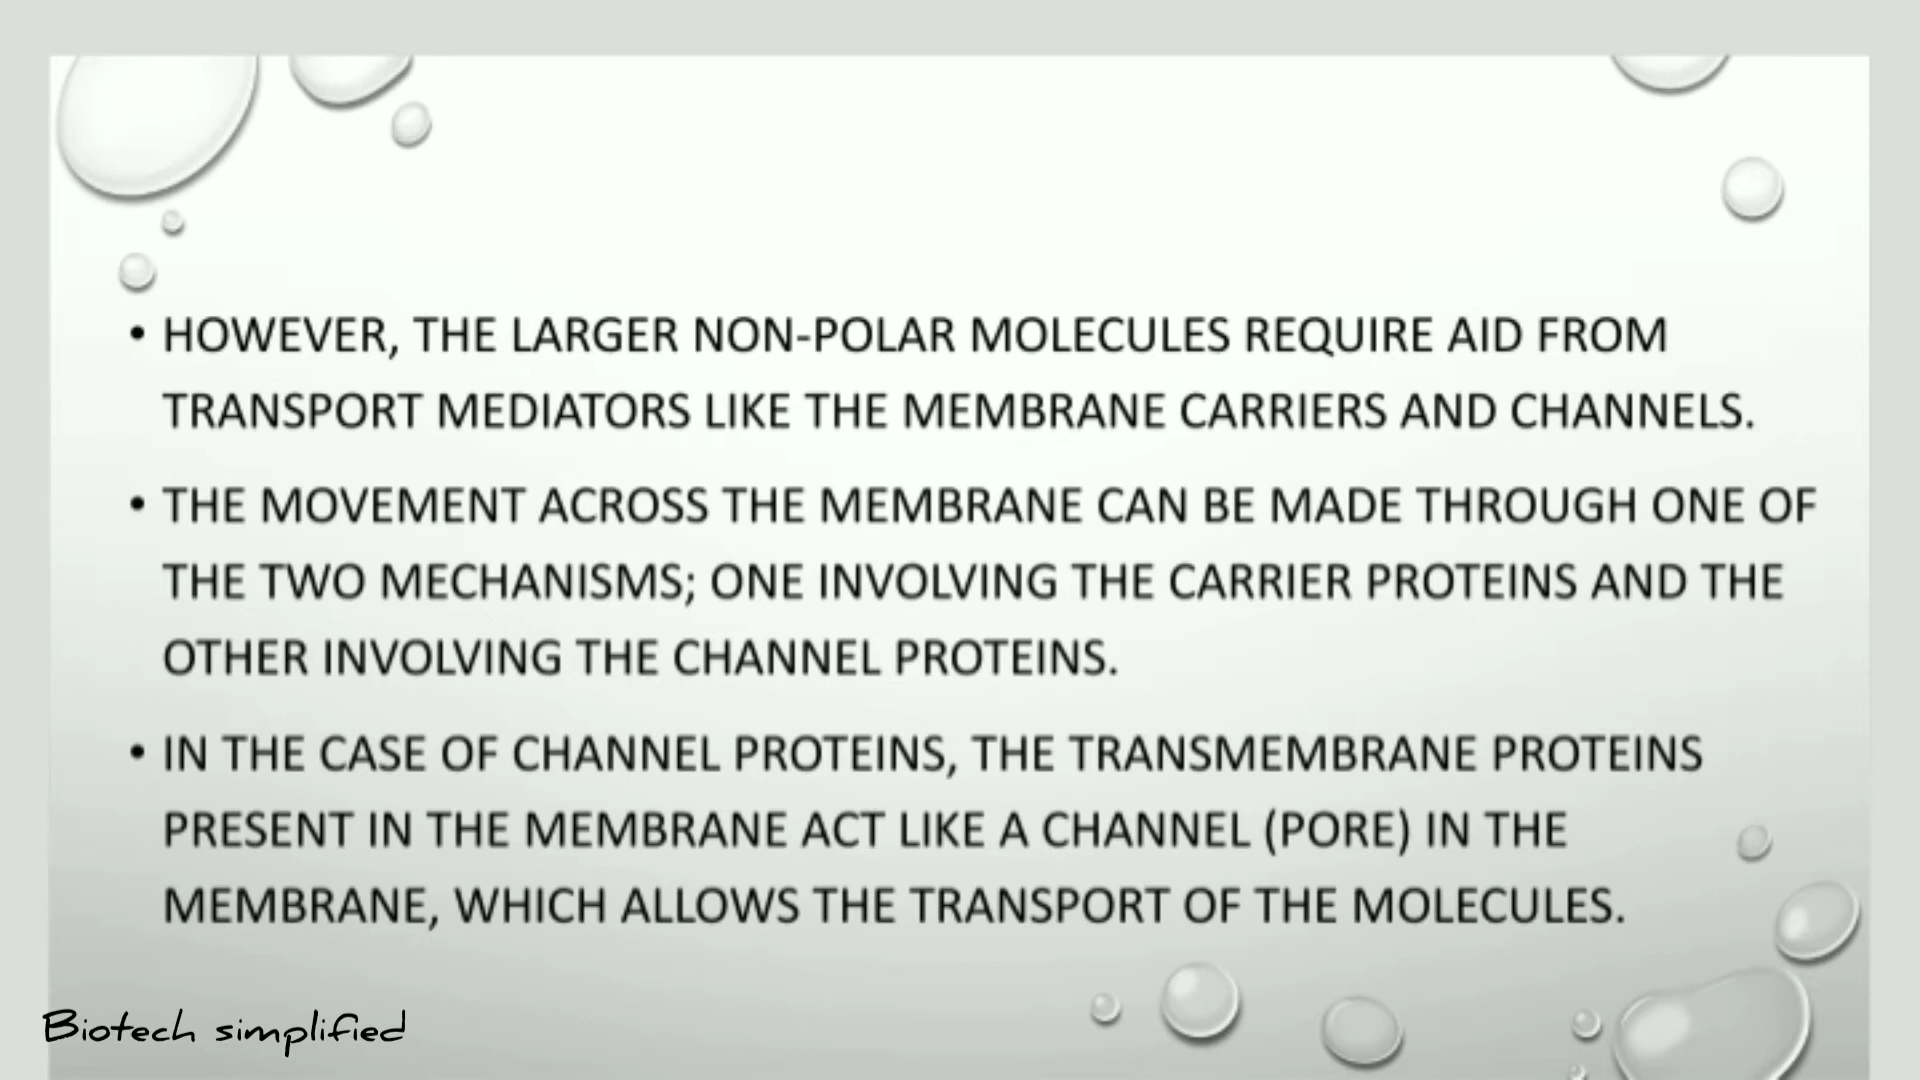 • HOWEVER, THE LARGER NON-POLAR MOLECULES REQUIRE AID FROM
TRANSPORT MEDIATORS LIKE THE MEMBRANE CARRIERS AND CHANNELS.
• THE MOVEMENT ACROSS THE MEMBRANE CAN BE MADE THROUGH ONE OF
THE TWO MECHANISMS; ONE INVOLVING THE CARRIER PROTEINS AND THE
OTHER INVOLVING THE CHANNEL PROTEINS.
• IN THE CASE OF CHANNEL PROTEINS, THE TRANSMEMBRANE PROTEINS
PRESENT IN THE MEMBRANE ACT LIKE A CHANNEL (PORE) IN THE
MEMBRANE, WHICH ALLOWS THE TRANSPORT OF THE MOLECULES.
Biotech simplified